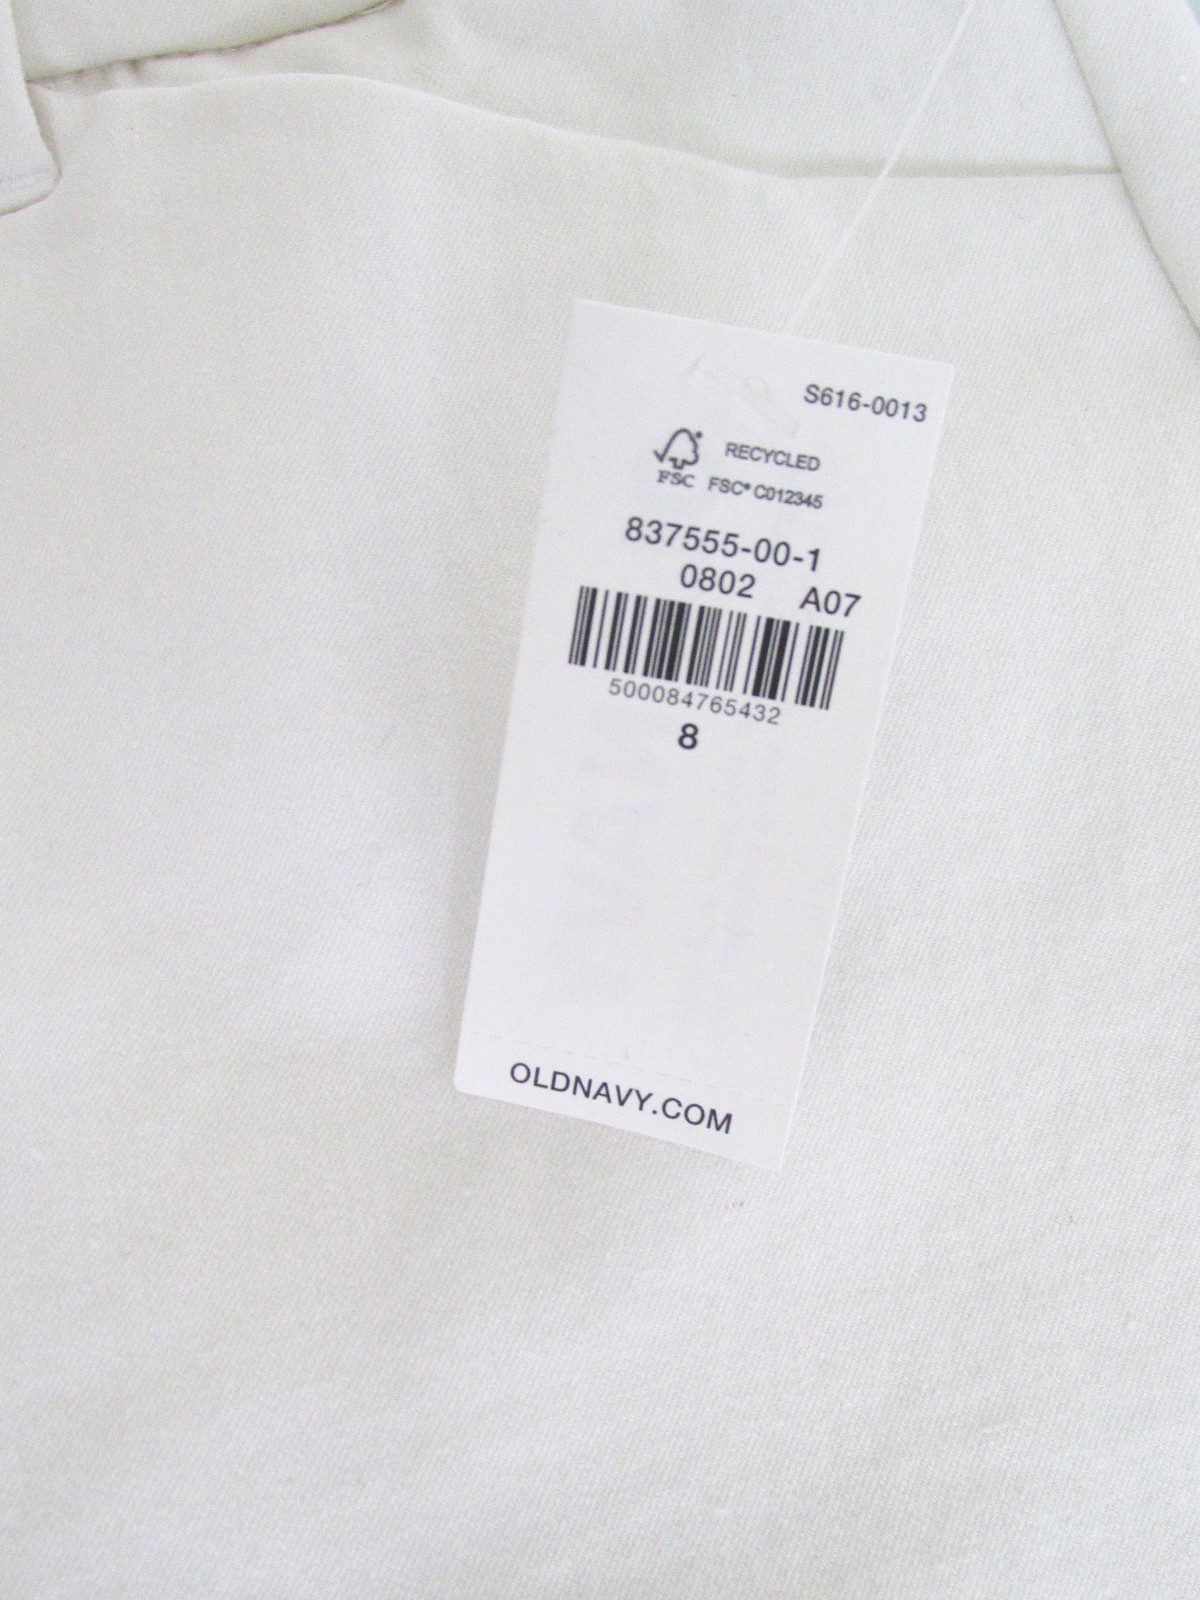 S616-0013
RECYCLED
FSC FSC® C012345
837555-00-1
0802 A07
500084765432
8
OLDNAVY.COM